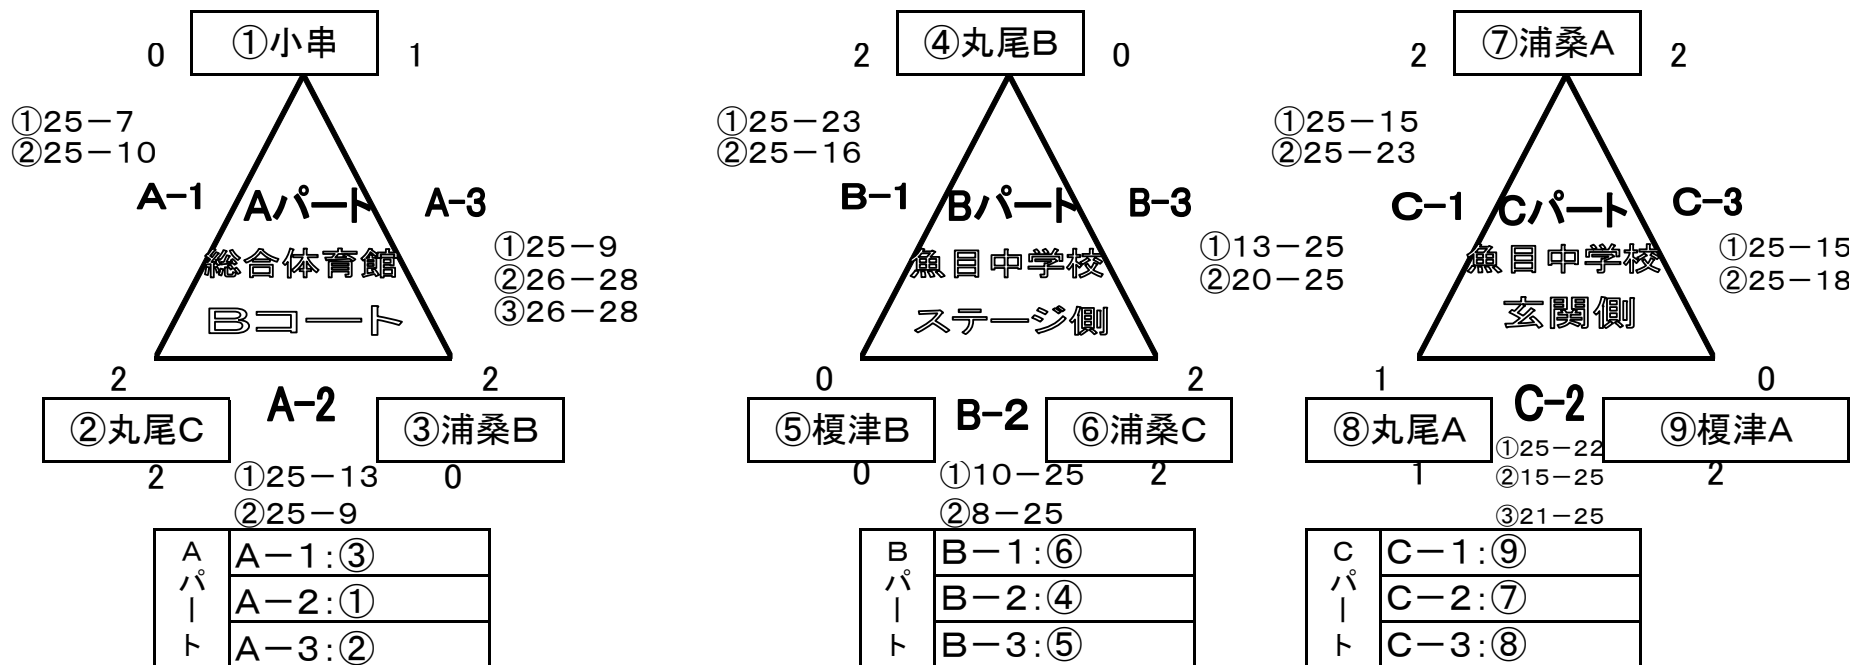 0 ①小串 1
①25-7
②25-10
A-1 Aパート A-3
総合体育館
Bコート
①25-9
②26-28
③26-28
2 A-2 2
②丸尾C ③浦桑B
2 0
①25-13
②25-9
Aパート
A-1:③
A-2:①
A-3:②
2 ④丸尾B 0
①25-23
②25-16
B-1 Bパート B-3
魚目中学校
ステージ側
①13-25
②20-25
0 B-2 2
⑤榎津B ⑥浦桑C
0 2
①10-25
②8-25
Bパート
B-1:⑥
B-2:④
B-3:⑤
2 ⑦浦桑A 2
①25-15
②25-23
C-1 Cパート C-3
魚目中学校
玄関側
①25-15
②25-18
1 C-2 0
⑧丸尾A ⑨榎津A
1 2
①25-22
②15-25
③21-25
Cパート
C-1:⑨
C-2:⑦
C-3:⑧